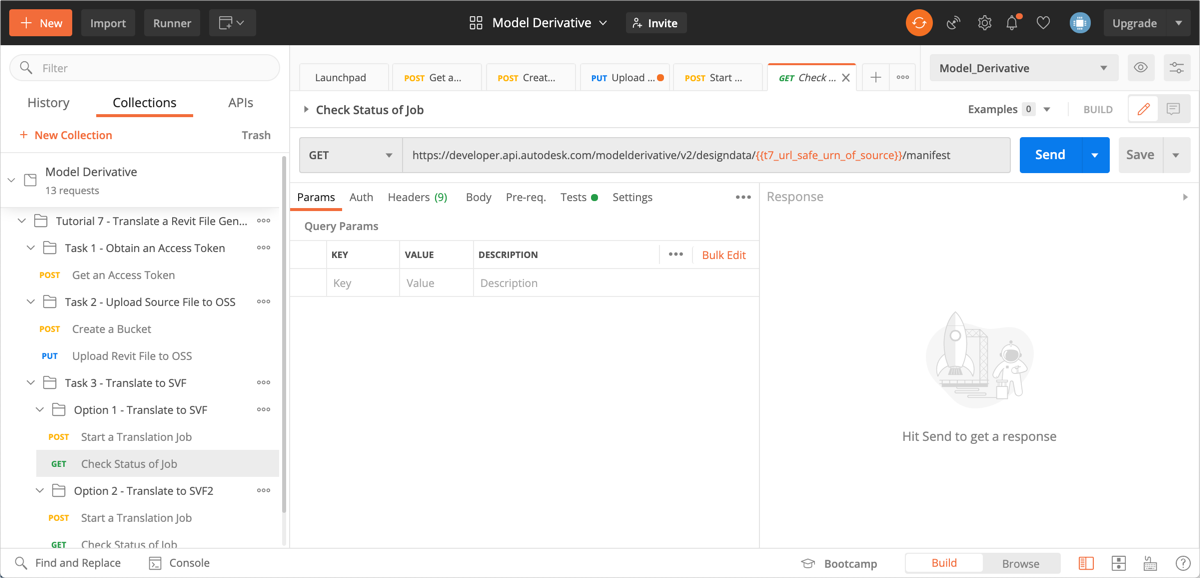 New Import Runner Model Derivative Invite Upgrade
Filter
Launchpad POST Get a... POST Creat... PUT Upload ... POST Start ... GET Check ... Model_Derivative
History Collections APIs
Check Status of Job Examples 0 BUILD
New Collection Trash
GET https://developer.api.autodesk.com/modelderivative/v2/designdata/{{t7_url_safe_urn_of_source}}/manifest Send Save
Model Derivative
13 requests
Params Auth Headers (9) Body Pre-req. Tests Settings Response
Tutorial 7 - Translate a Revit File Gen...
Query Params
Task 1 - Obtain an Access Token
KEY VALUE DESCRIPTION Bulk Edit
POST Get an Access Token
Key Value Description
Task 2 - Upload Source File to OSS
POST Create a Bucket
PUT Upload Revit File to OSS
Task 3 - Translate to SVF
Option 1 - Translate to SVF
POST Start a Translation Job
Hit Send to get a response
GET Check Status of Job
Option 2 - Translate to SVF2
POST Start a Translation Job
GET Check Status of Job
Find and Replace Console Bootcamp Build Browse